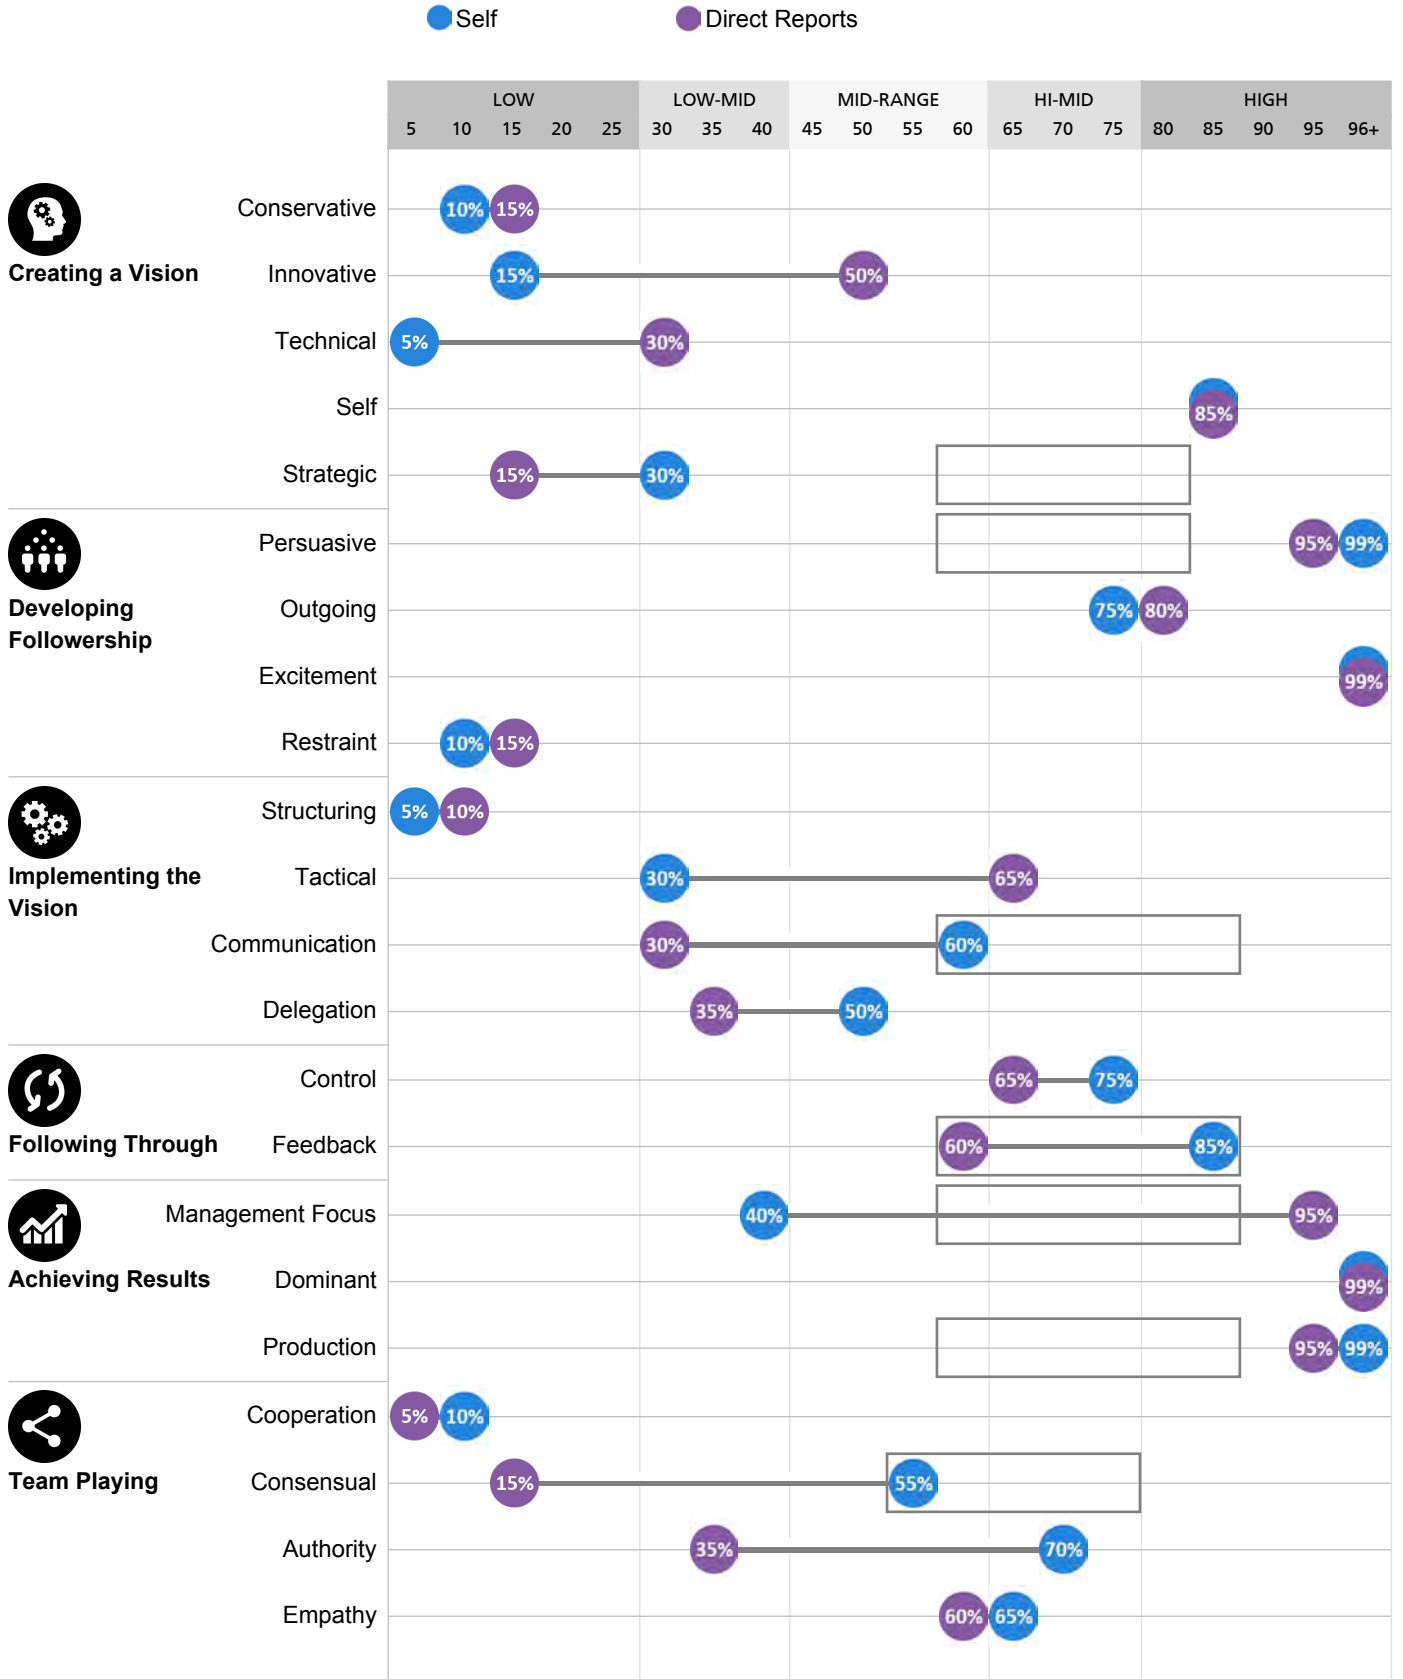 Self Direct Reports
LOW LOW-MID MID-RANGE HI-MID HIGH
5 10 15 20 25 30 35 40 45 50 55 60 65 70 75 80 85 90 95 96+
Conservative 10% 15%
Creating a Vision Innovative 15% 50%
Technical 5% 30%
Self 85%
Strategic 15% 30%
Persuasive 95% 99%
Developing
Followership
Outgoing 75% 80%
Excitement 99%
Restraint 10% 15%
Structuring 5% 10%
Implementing the
Vision
Tactical 30% 65%
Communication 30% 60%
Delegation 35% 50%
Control 65% 75%
Following Through Feedback 60% 85%
Management Focus 40% 95%
Achieving Results Dominant 99%
Production 95% 99%
Cooperation 5% 10%
Team Playing Consensual 15% 55%
Authority 35% 70%
Empathy 60% 65%